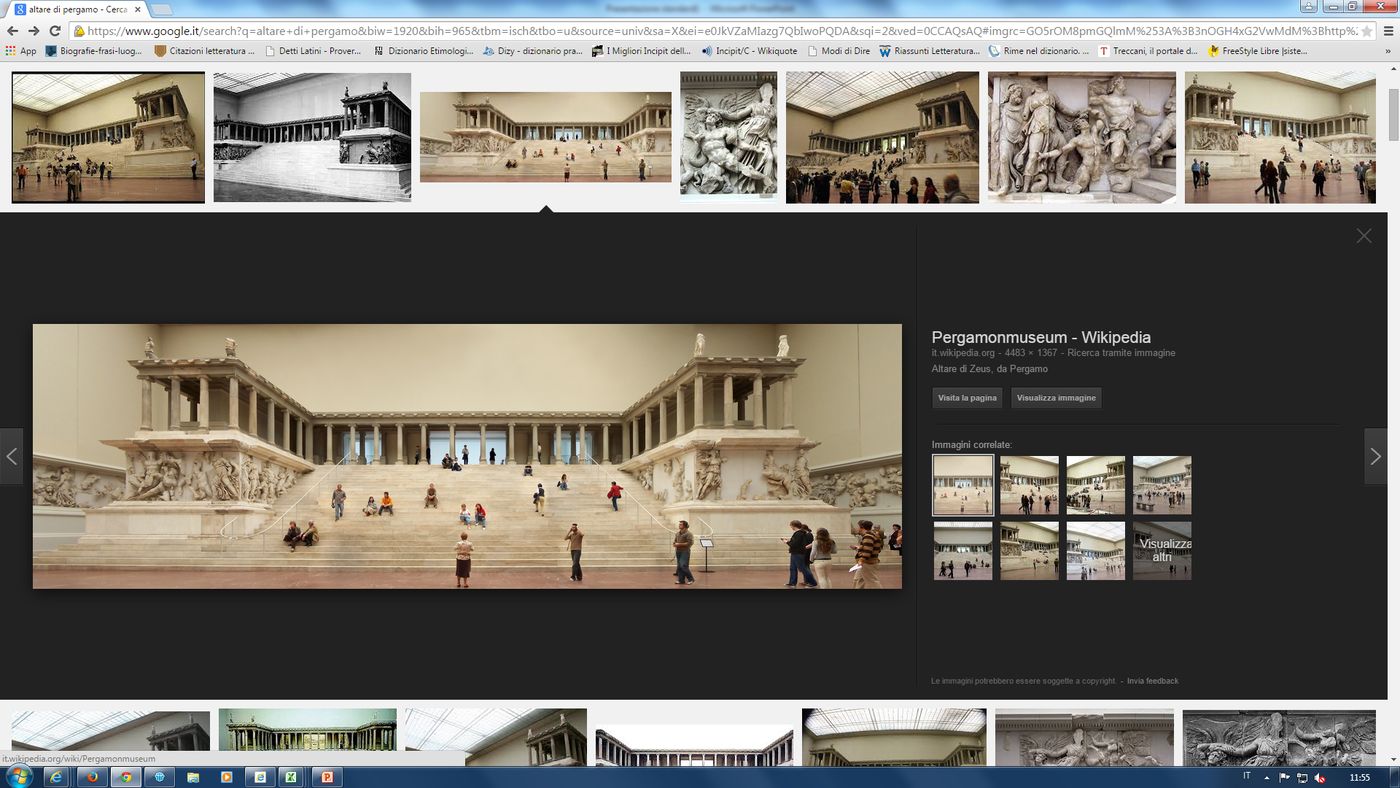 altare di pergamo - Cerca
https://www.google.it/search?q=altare+di+pergamo&biw=1920&bih=965&tbm=isch&tbo=u&source=univ&sa=X&ei=e0JkVZaMIazg7QbIwoPQDA&sqi=2&ved=0CCAQsAQ#imgrc=GO5rOM8pmGQlmM%253A%3B3nOGH4xG2VwMdM%3Bhttp%2
App Biografie-frasi-luog... Citazioni letteratura ... Detti Latini - Prover... Dizionario Etimologi... Dizy - dizionario pra... I Migliori Incipit dell... Incipit/C - Wikiquote Modi di Dire Riassunti Letteratura... Rime nel dizionario. ... Treccani, il portale d... FreeStyle Libre |siste... »
Pergamonmuseum - Wikipedia
it.wikipedia.org - 4483 × 1367 - Ricerca tramite immagine
Altare di Zeus, da Pergamo
Visita la pagina Visualizza immagine
Immagini correlate:
Visualizza
altri
Le immagini potrebbero essere soggette a copyright. - Invia feedback
it.wikipedia.org/wiki/Pergamonmuseum
IT 11:55